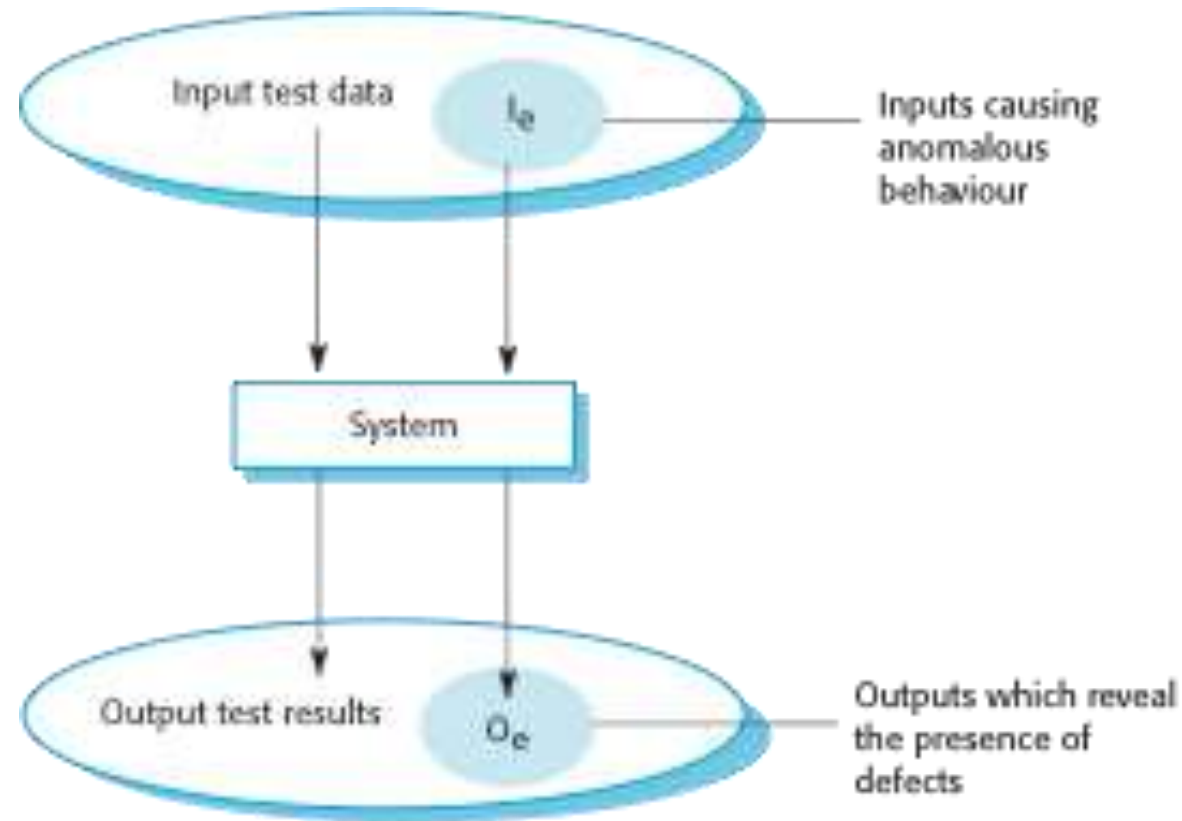 Input test data
Ie
Inputs causing
anomalous
behaviour
System
Output test results
Oe
Outputs which reveal
the presence of
defects